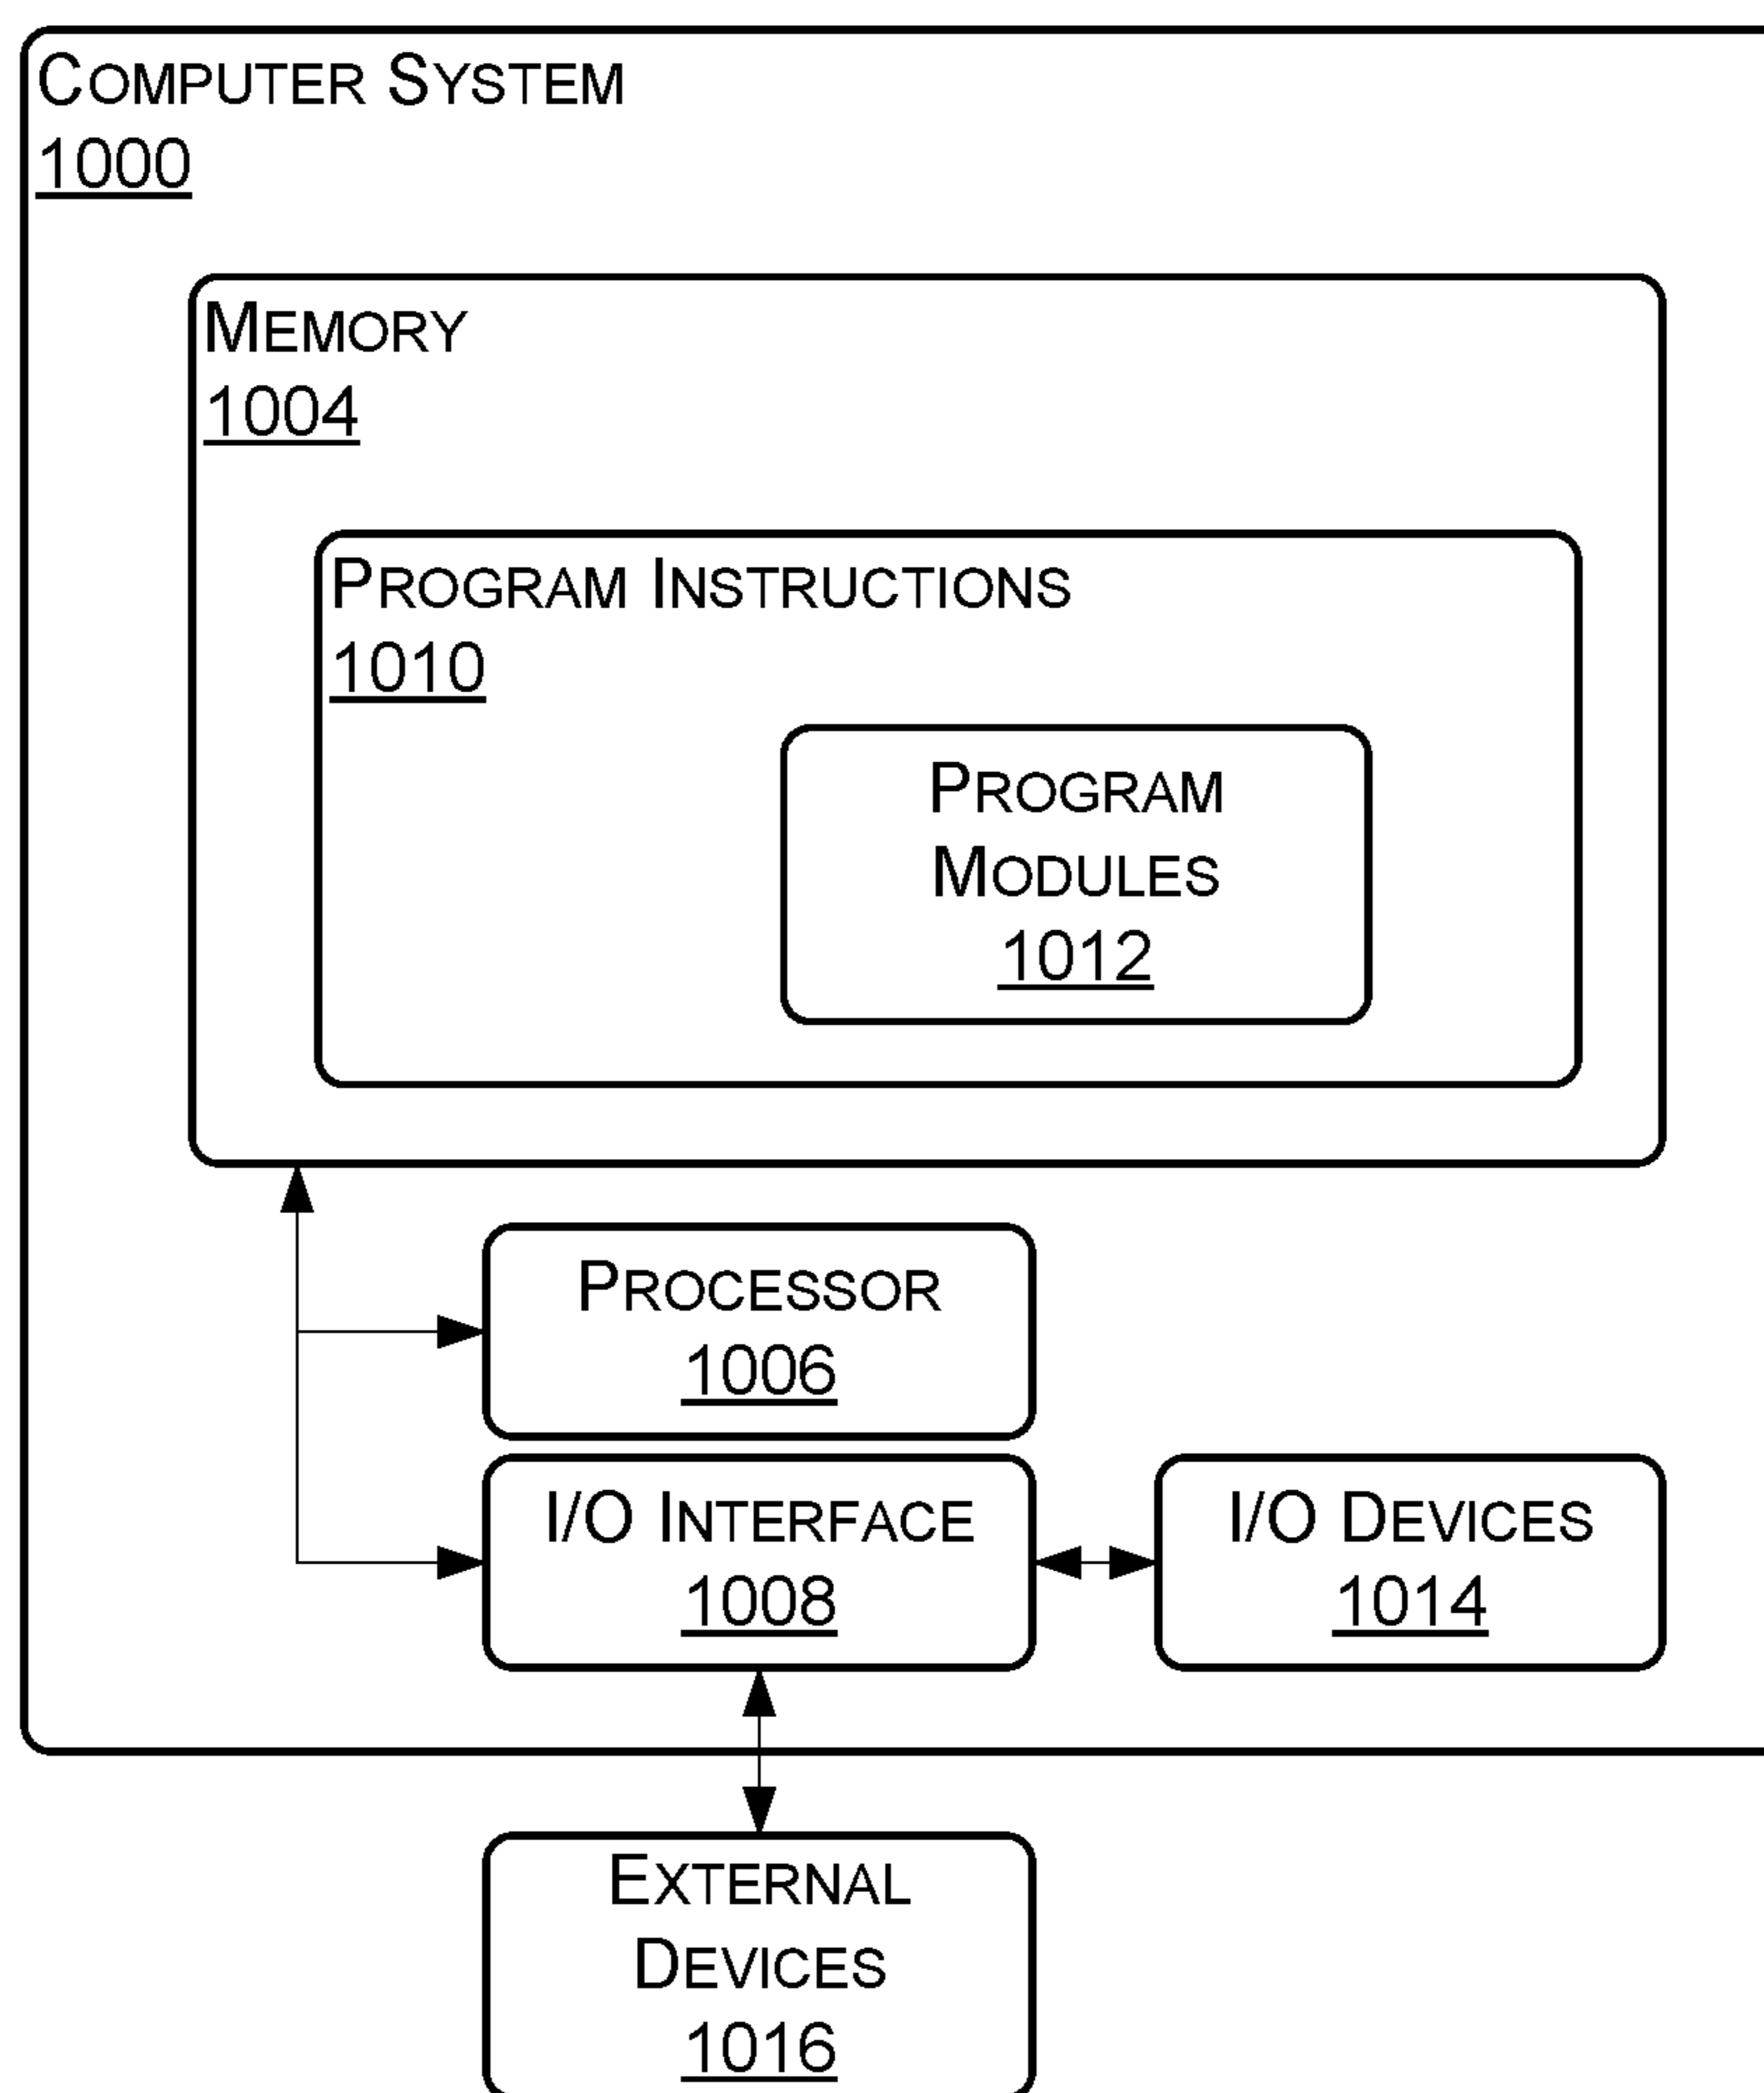 COMPUTER SYSTEM
1000
MEMORY
1004
PROGRAM INSTRUCTIONS
1010
PROGRAM
MODULES
1012
PROCESSOR
1006
I/O INTERFACE
1008
I/O DEVICES
1014
EXTERNAL
DEVICES
1016